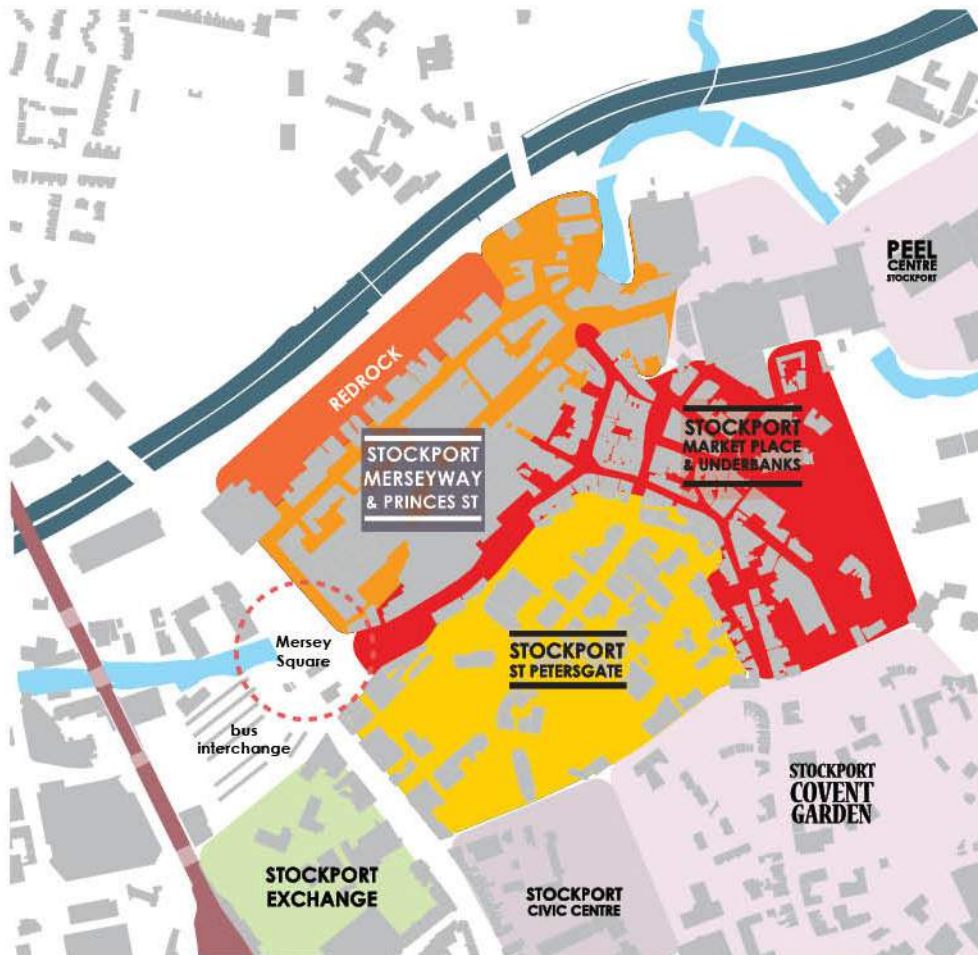 PEEL
CENTRE
STOCKPORT
REDROCK
STOCKPORT
MERSEYWAY
& PRINCES ST
STOCKPORT
MARKET PLACE
& UNDERBANKS
Mersey
Square
STOCKPORT
ST PETERSGATE
bus
interchange
STOCKPORT
COVENT
GARDEN
STOCKPORT
EXCHANGE
STOCKPORT
CIVIC CENTRE